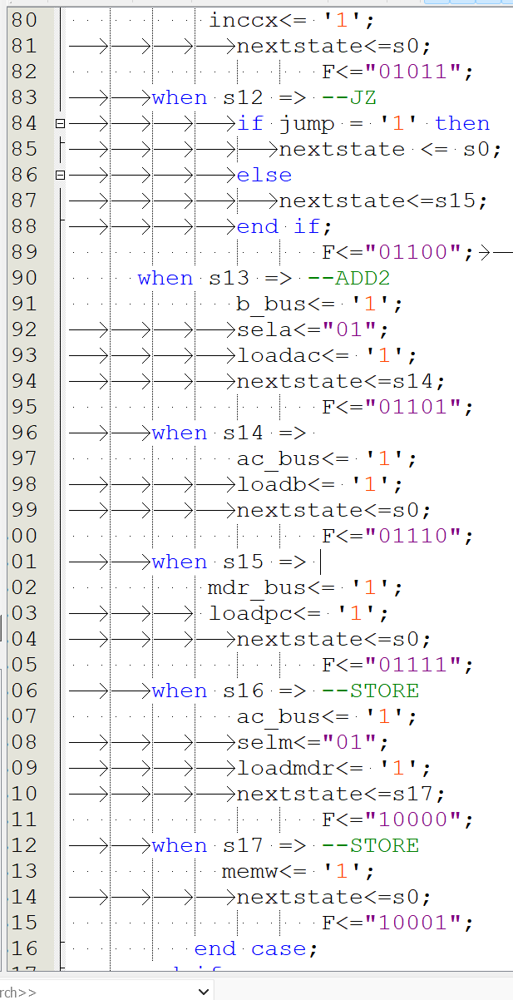 80 inccx<= '1';
81 nextstate<=s0;
82 F<="01011";
83 when s12 => --JZ
84 if jump = '1' then
85 nextstate <= s0;
86 else
87 nextstate<=s15;
88 end if;
89 F<="01100";
90 when s13 => --ADD2
91 b_bus<= '1';
92 sela<="01";
93 loadac<= '1';
94 nextstate<=s14;
95 F<="01101";
96 when s14 =>
97 ac_bus<= '1';
98 loadb<= '1';
99 nextstate<=s0;
00 F<="01110";
01 when s15 =>
02 mdr_bus<= '1';
03 loadpc<= '1';
04 nextstate<=s0;
05 F<="01111";
06 when s16 => --STORE
07 ac_bus<= '1';
08 selm<="01";
09 loadmdr<= '1';
10 nextstate<=s17;
11 F<="10000";
12 when s17 => --STORE
13 memw<= '1';
14 nextstate<=s0;
15 F<="10001";
16 end case;
rch>>